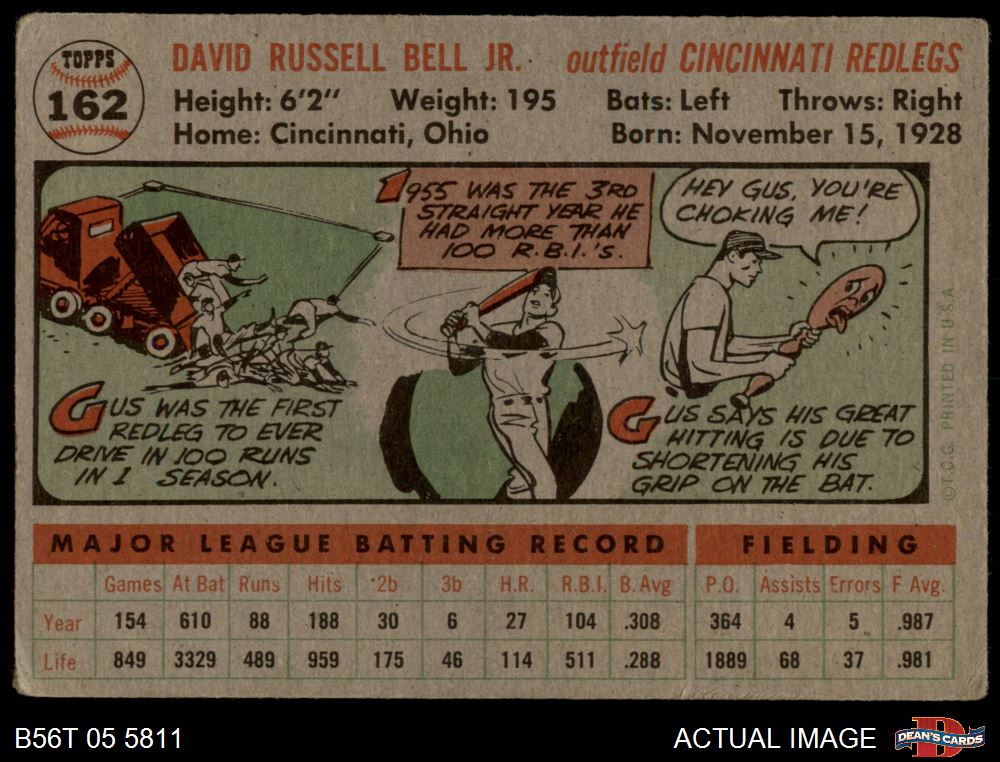 TOPPS
162
DAVID RUSSELL BELL JR. outfield CINCINNATI REDLEGS
Height: 6'2" Weight: 195 Bats: Left Throws: Right
Home: Cincinnati, Ohio Born: November 15, 1928
1955 WAS THE 3RD
STRAIGHT YEAR HE
HAD MORE THAN
100 R.B.I.'S.
HEY GUS, YOU'RE
CHOKING ME!
GUS WAS THE FIRST
REDLEG TO EVER
DRIVE IN 100 RUNS
IN 1 SEASON.
GUS SAYS HIS GREAT
HITTING IS DUE TO
SHORTENING HIS
GRIP ON THE BAT.
© T.C.G. PRINTED IN U.S.A.
MAJOR LEAGUE BATTING RECORD FIELDING
Games At Bat Runs Hits 2b 3b H.R. R.B.I. B. Avg P.O. Assists Errors F Avg.
Year 154 610 88 188 30 6 27 104 .308 364 4 5 .987
Life 849 3329 489 959 175 46 114 511 .288 1889 68 37 .981
B56T 05 5811 ACTUAL IMAGE DEAN'S CARDS